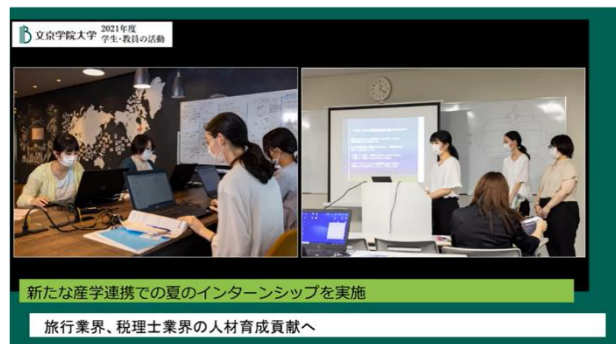 文京学院大学
2021年度
学生・教員の活動
新たな産学連携での夏のインターンシップを実施
旅行業界、税理士業界の人材育成貢献へ